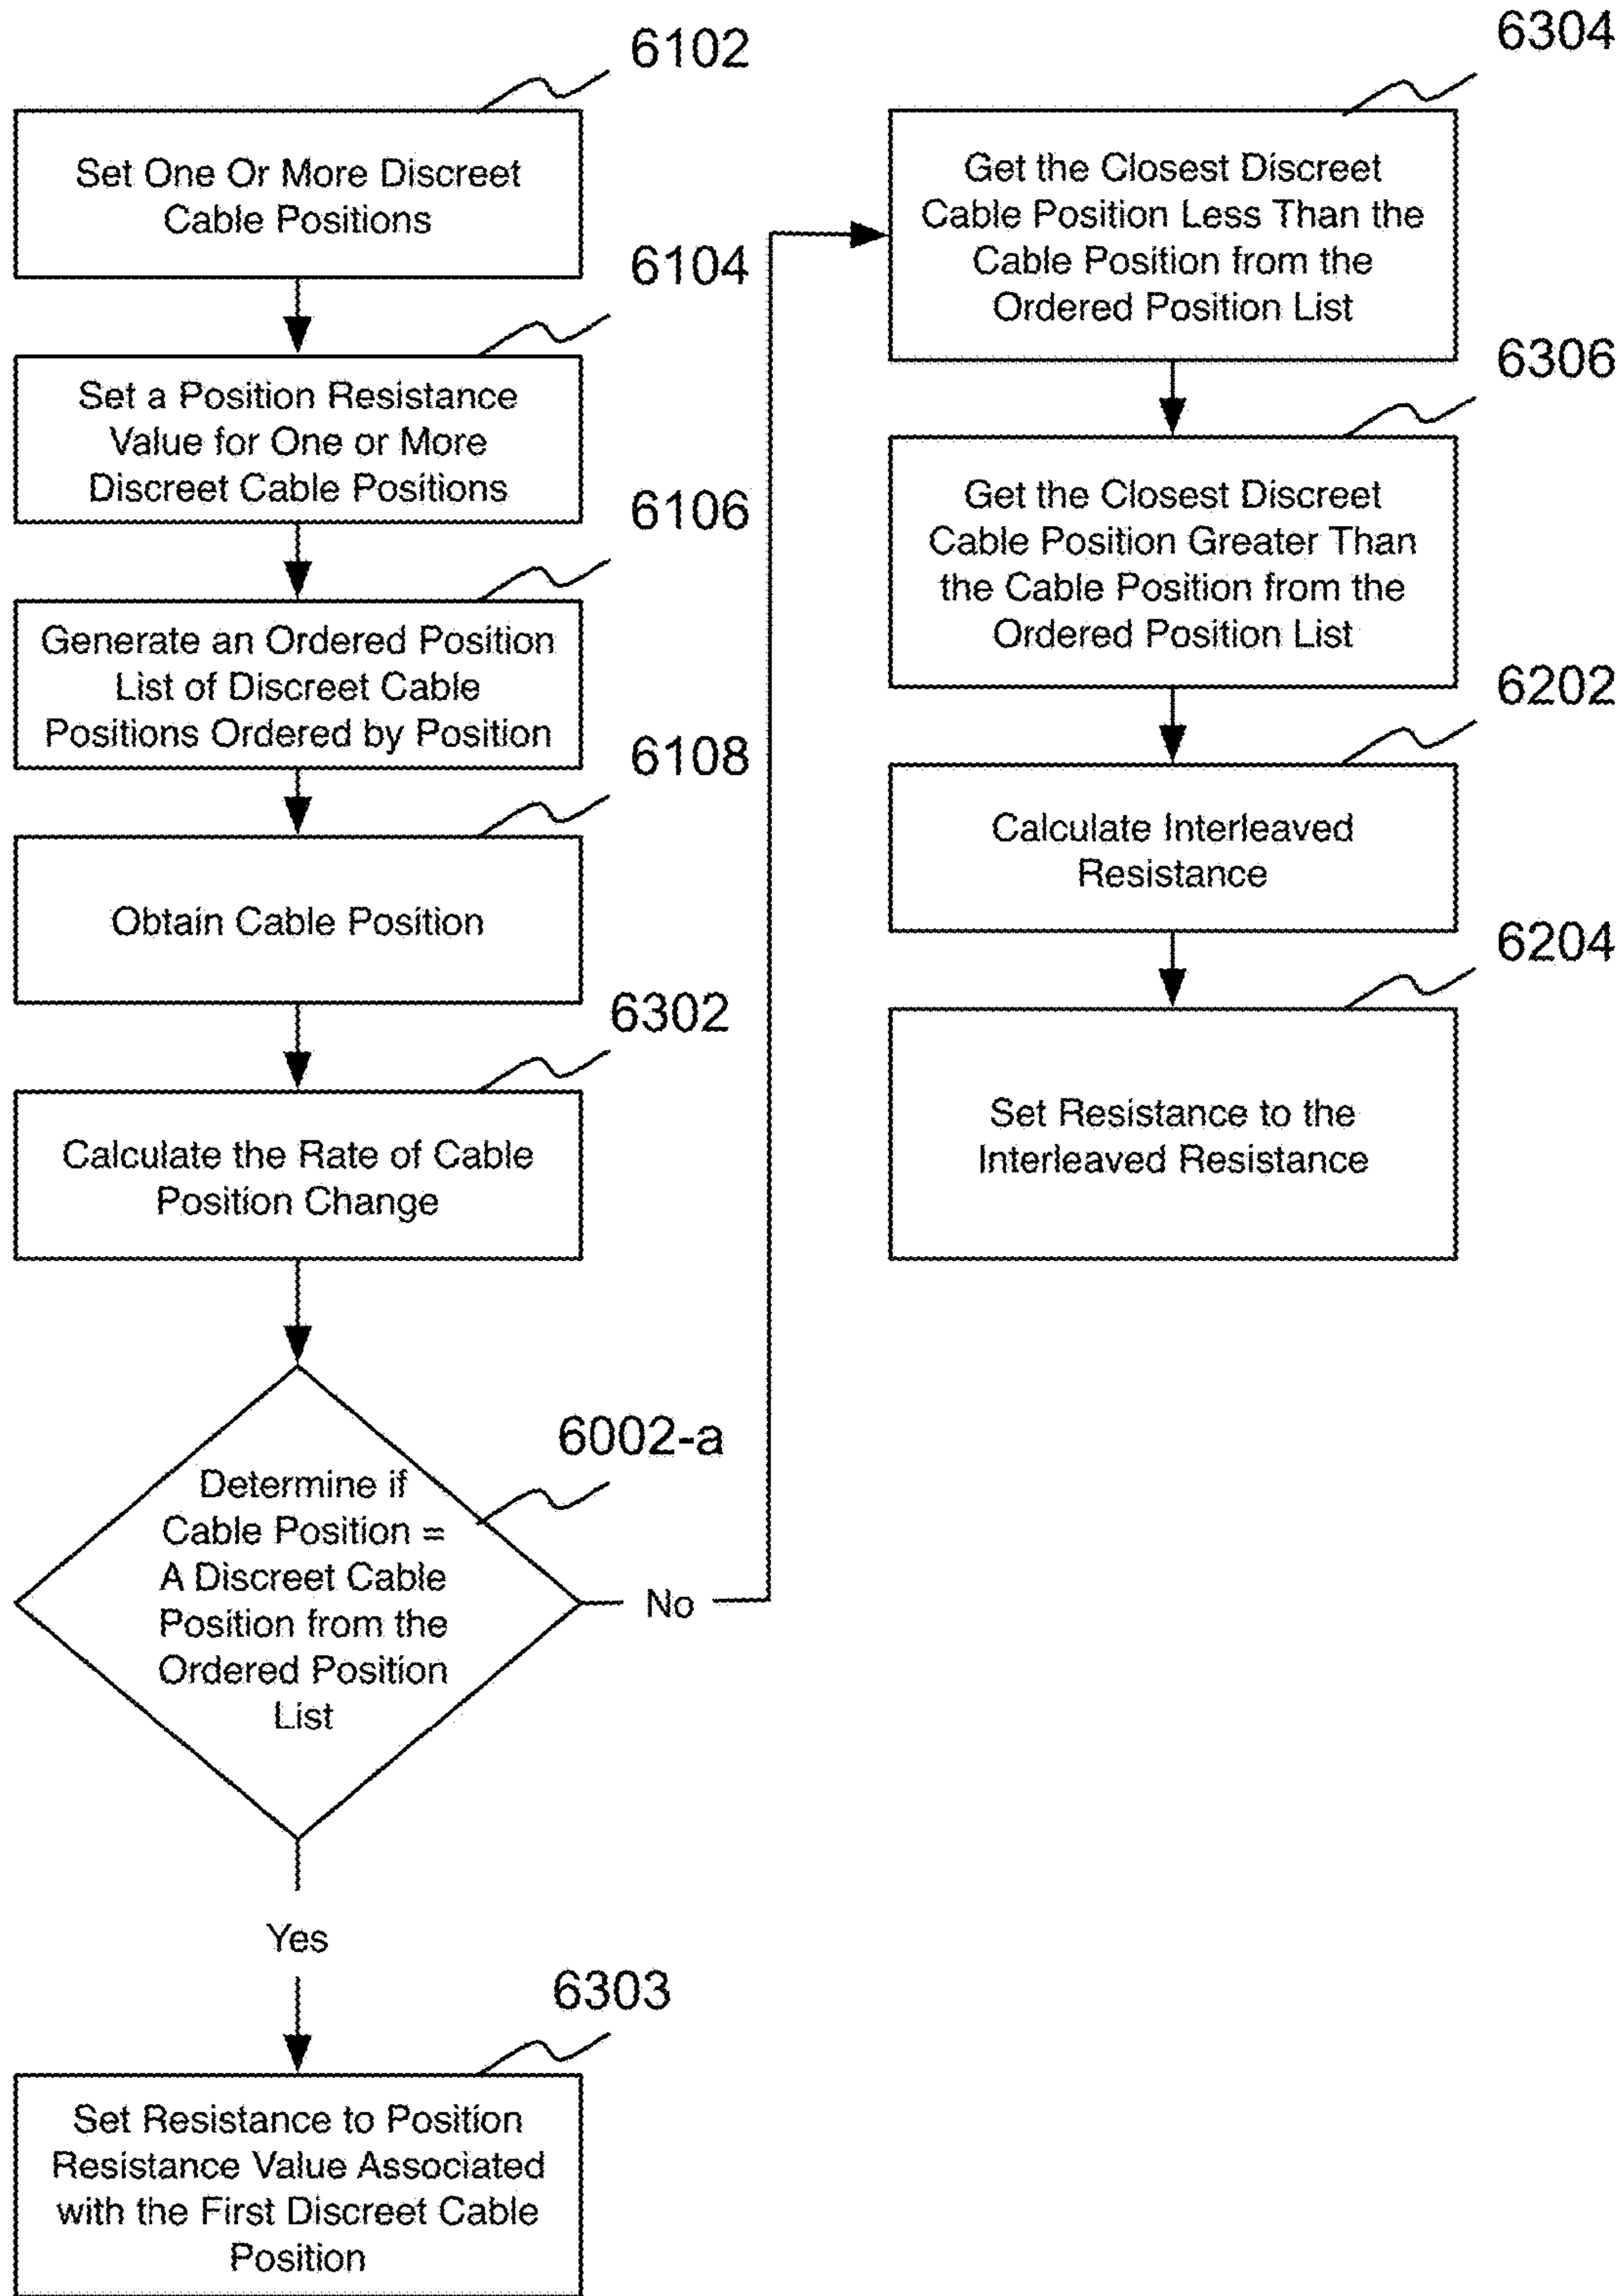 6102
Set One Or More Discreet
Cable Positions
6104
Set a Position Resistance
Value for One or More
Discreet Cable Positions
6106
Generate an Ordered Position
List of Discreet Cable
Positions Ordered by Position
6108
Obtain Cable Position
6302
Calculate the Rate of Cable
Position Change
6002-a
Determine if
Cable Position =
A Discreet Cable
Position from the
Ordered Position
List
No
Yes
6303
Set Resistance to Position
Resistance Value Associated
with the First Discreet Cable
Position
6304
Get the Closest Discreet
Cable Position Less Than the
Cable Position from the
Ordered Position List
6306
Get the Closest Discreet
Cable Position Greater Than
the Cable Position from the
Ordered Position List
6202
Calculate Interleaved
Resistance
6204
Set Resistance to the
Interleaved Resistance